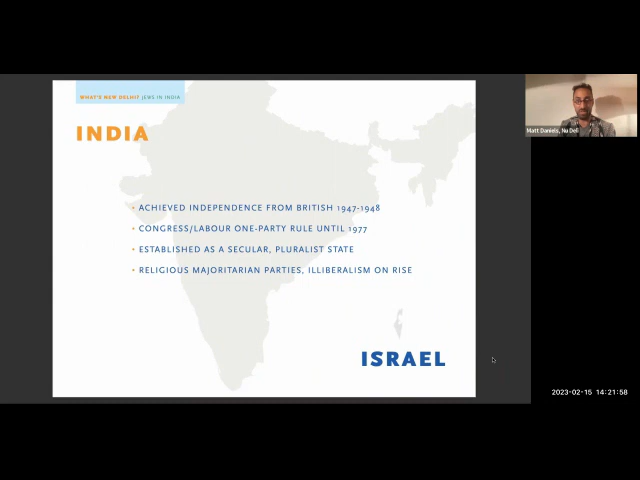 WHAT'S NEW DELHI? JEWS IN INDIA
INDIA
• ACHIEVED INDEPENDENCE FROM BRITISH 1947-1948
• CONGRESS/LABOUR ONE-PARTY RULE UNTIL 1977
• ESTABLISHED AS A SECULAR, PLURALIST STATE
• RELIGIOUS MAJORITARIAN PARTIES, ILLIBERALISM ON RISE
ISRAEL
Matt Daniels, Nu Deli
2023-02-15 14:21:58